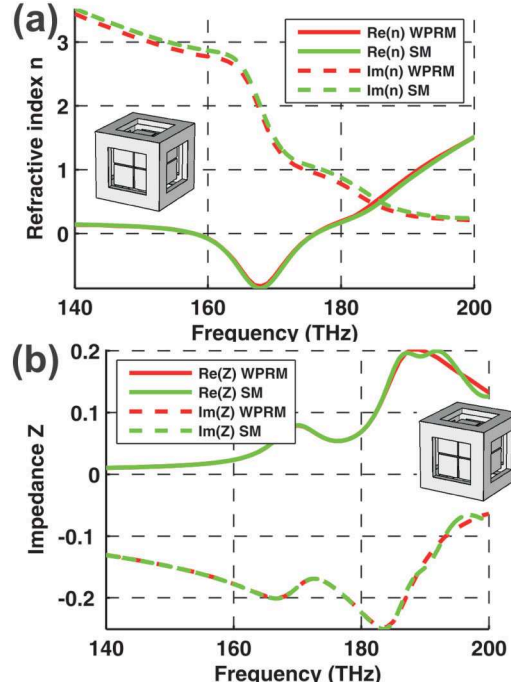 (a)
Refractive index n
3
2
1
0
Re(n) WPRM
Re(n) SM
Im(n) WPRM
Im(n) SM
140 160 180 200
Frequency (THz)
(b)
Impedance Z
0.2
0.1
0
-0.1
-0.2
Re(Z) WPRM
Re(Z) SM
Im(Z) WPRM
Im(Z) SM
140 160 180 200
Frequency (THz)